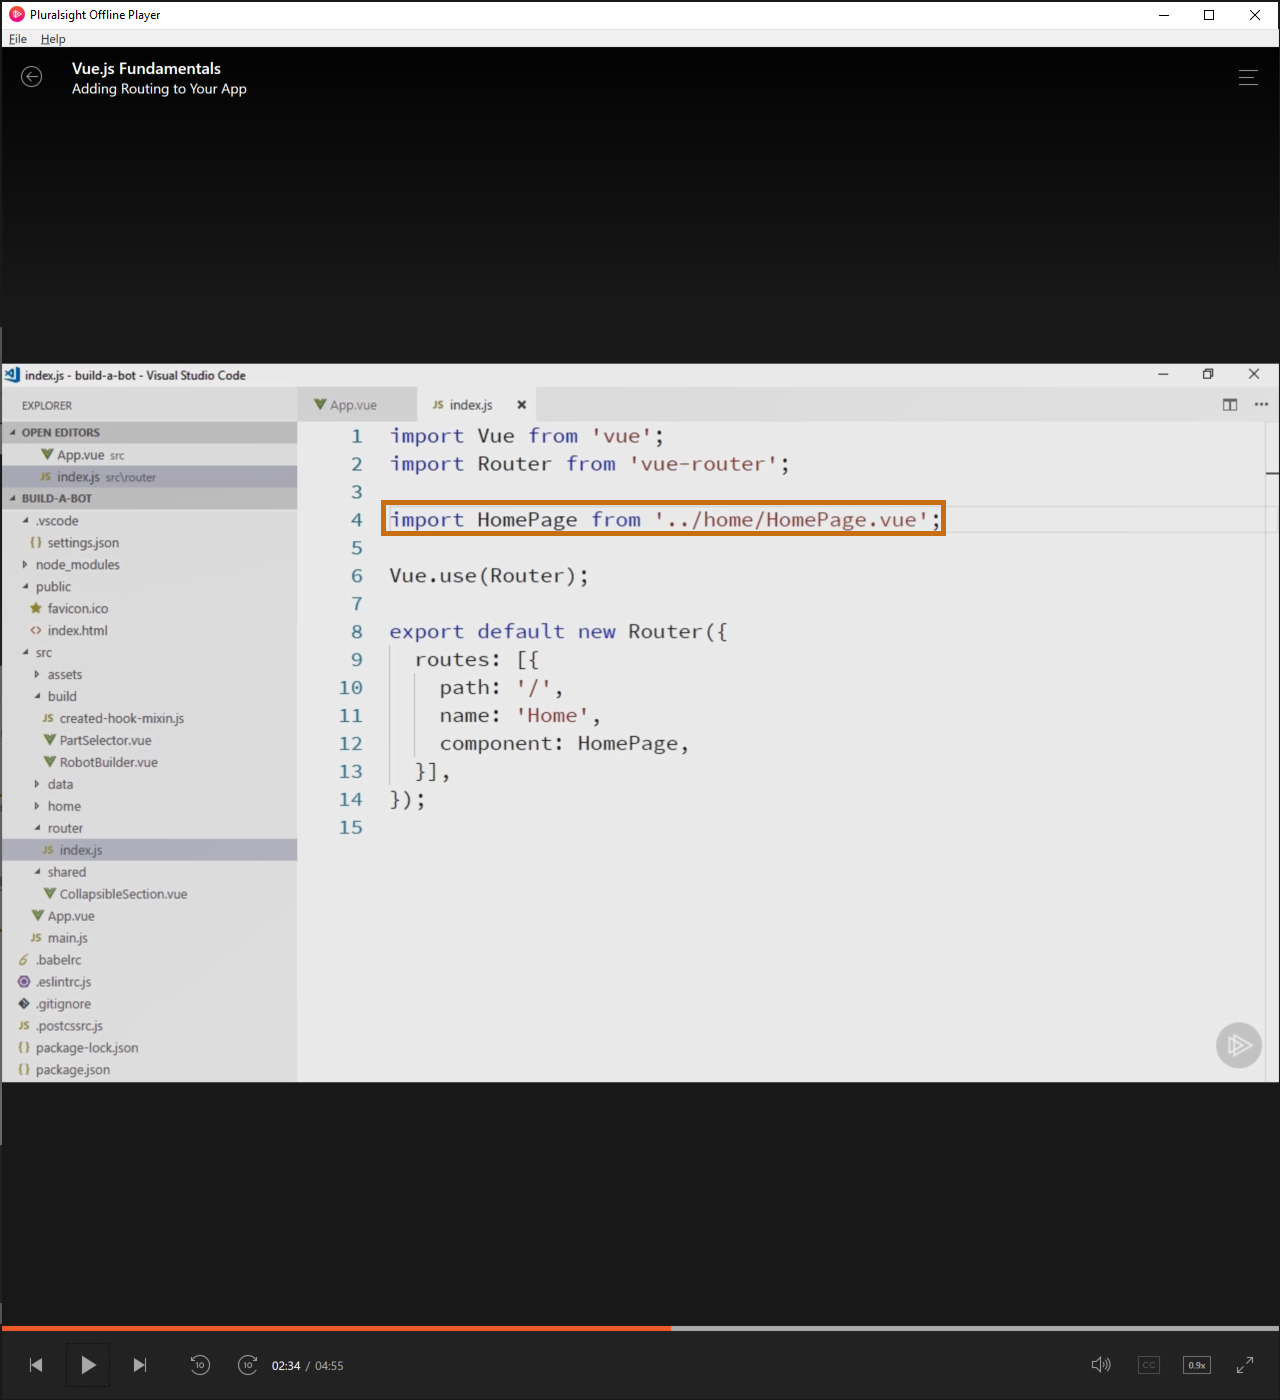 Pluralsight Offline Player
File Help
Vue.js Fundamentals
Adding Routing to Your App
index.js - build-a-bot - Visual Studio Code
EXPLORER
OPEN EDITORS
App.vue src
index.js src\router
BUILD-A-BOT
.vscode
{} settings.json
node_modules
public
favicon.ico
<> index.html
src
assets
build
JS created-hook-mixin.js
PartSelector.vue
RobotBuilder.vue
data
home
router
JS index.js
shared
CollapsibleSection.vue
App.vue
JS main.js
.babelrc
.eslintrc.js
.gitignore
JS .postcssrc.js
{} package-lock.json
{} package.json
App.vue JS index.js
1 import Vue from 'vue';
2 import Router from 'vue-router';
3
4 import HomePage from '../home/HomePage.vue';
5
6 Vue.use(Router);
7
8 export default new Router({
9 routes: [{
10 path: '/',
11 name: 'Home',
12 component: HomePage,
13 }],
14 });
15
10 10 02:34 / 04:55 CC 0.9x